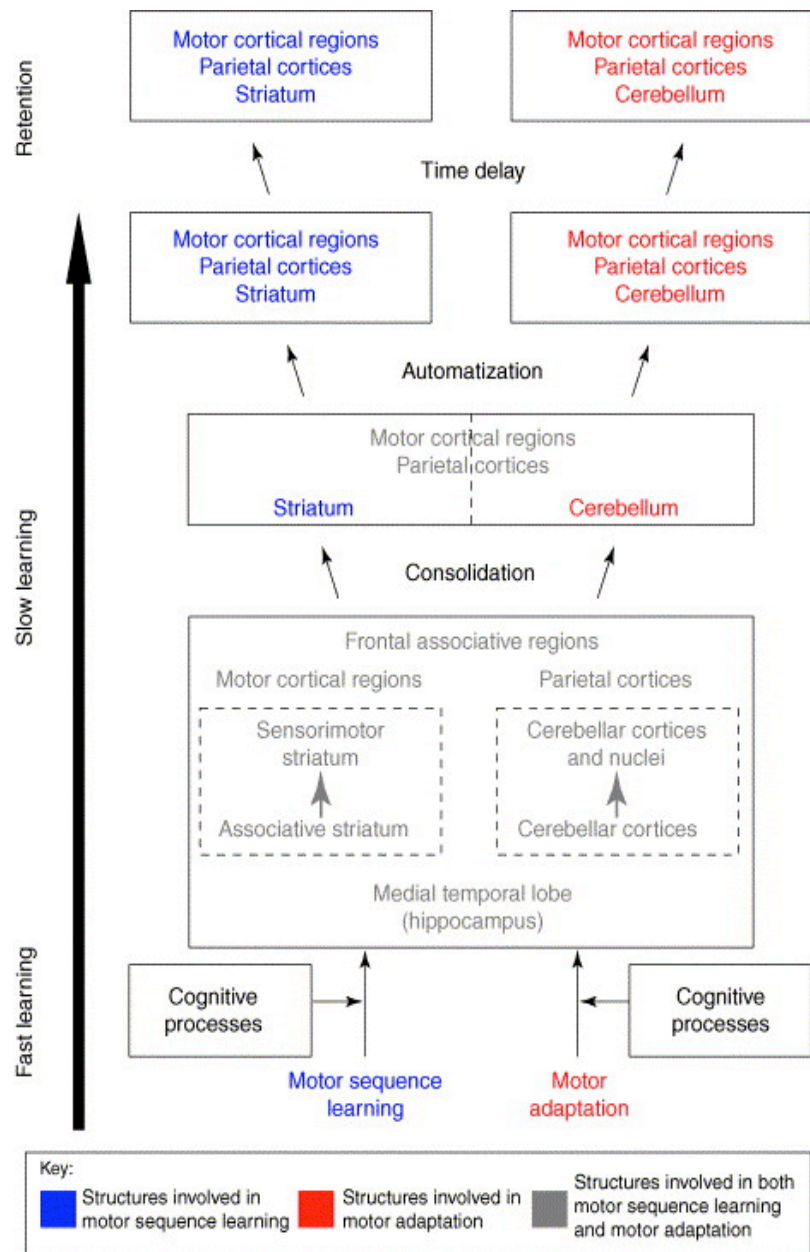 Retention
Motor cortical regions
Parietal cortices
Striatum
Motor cortical regions
Parietal cortices
Cerebellum
Time delay
Motor cortical regions
Parietal cortices
Striatum
Motor cortical regions
Parietal cortices
Cerebellum
Automatization
Slow learning
Motor cortical regions
Parietal cortices
Striatum
Cerebellum
Consolidation
Frontal associative regions
Motor cortical regions
Parietal cortices
Sensorimotor
striatum
Associative striatum
Cerebellar cortices
and nuclei
Cerebellar cortices
Medial temporal lobe
(hippocampus)
Fast learning
Cognitive
processes
Cognitive
processes
Motor sequence
learning
Motor
adaptation
Key:
Structures involved in
motor sequence learning
Structures involved in
motor adaptation
Structures involved in both
motor sequence learning
and motor adaptation